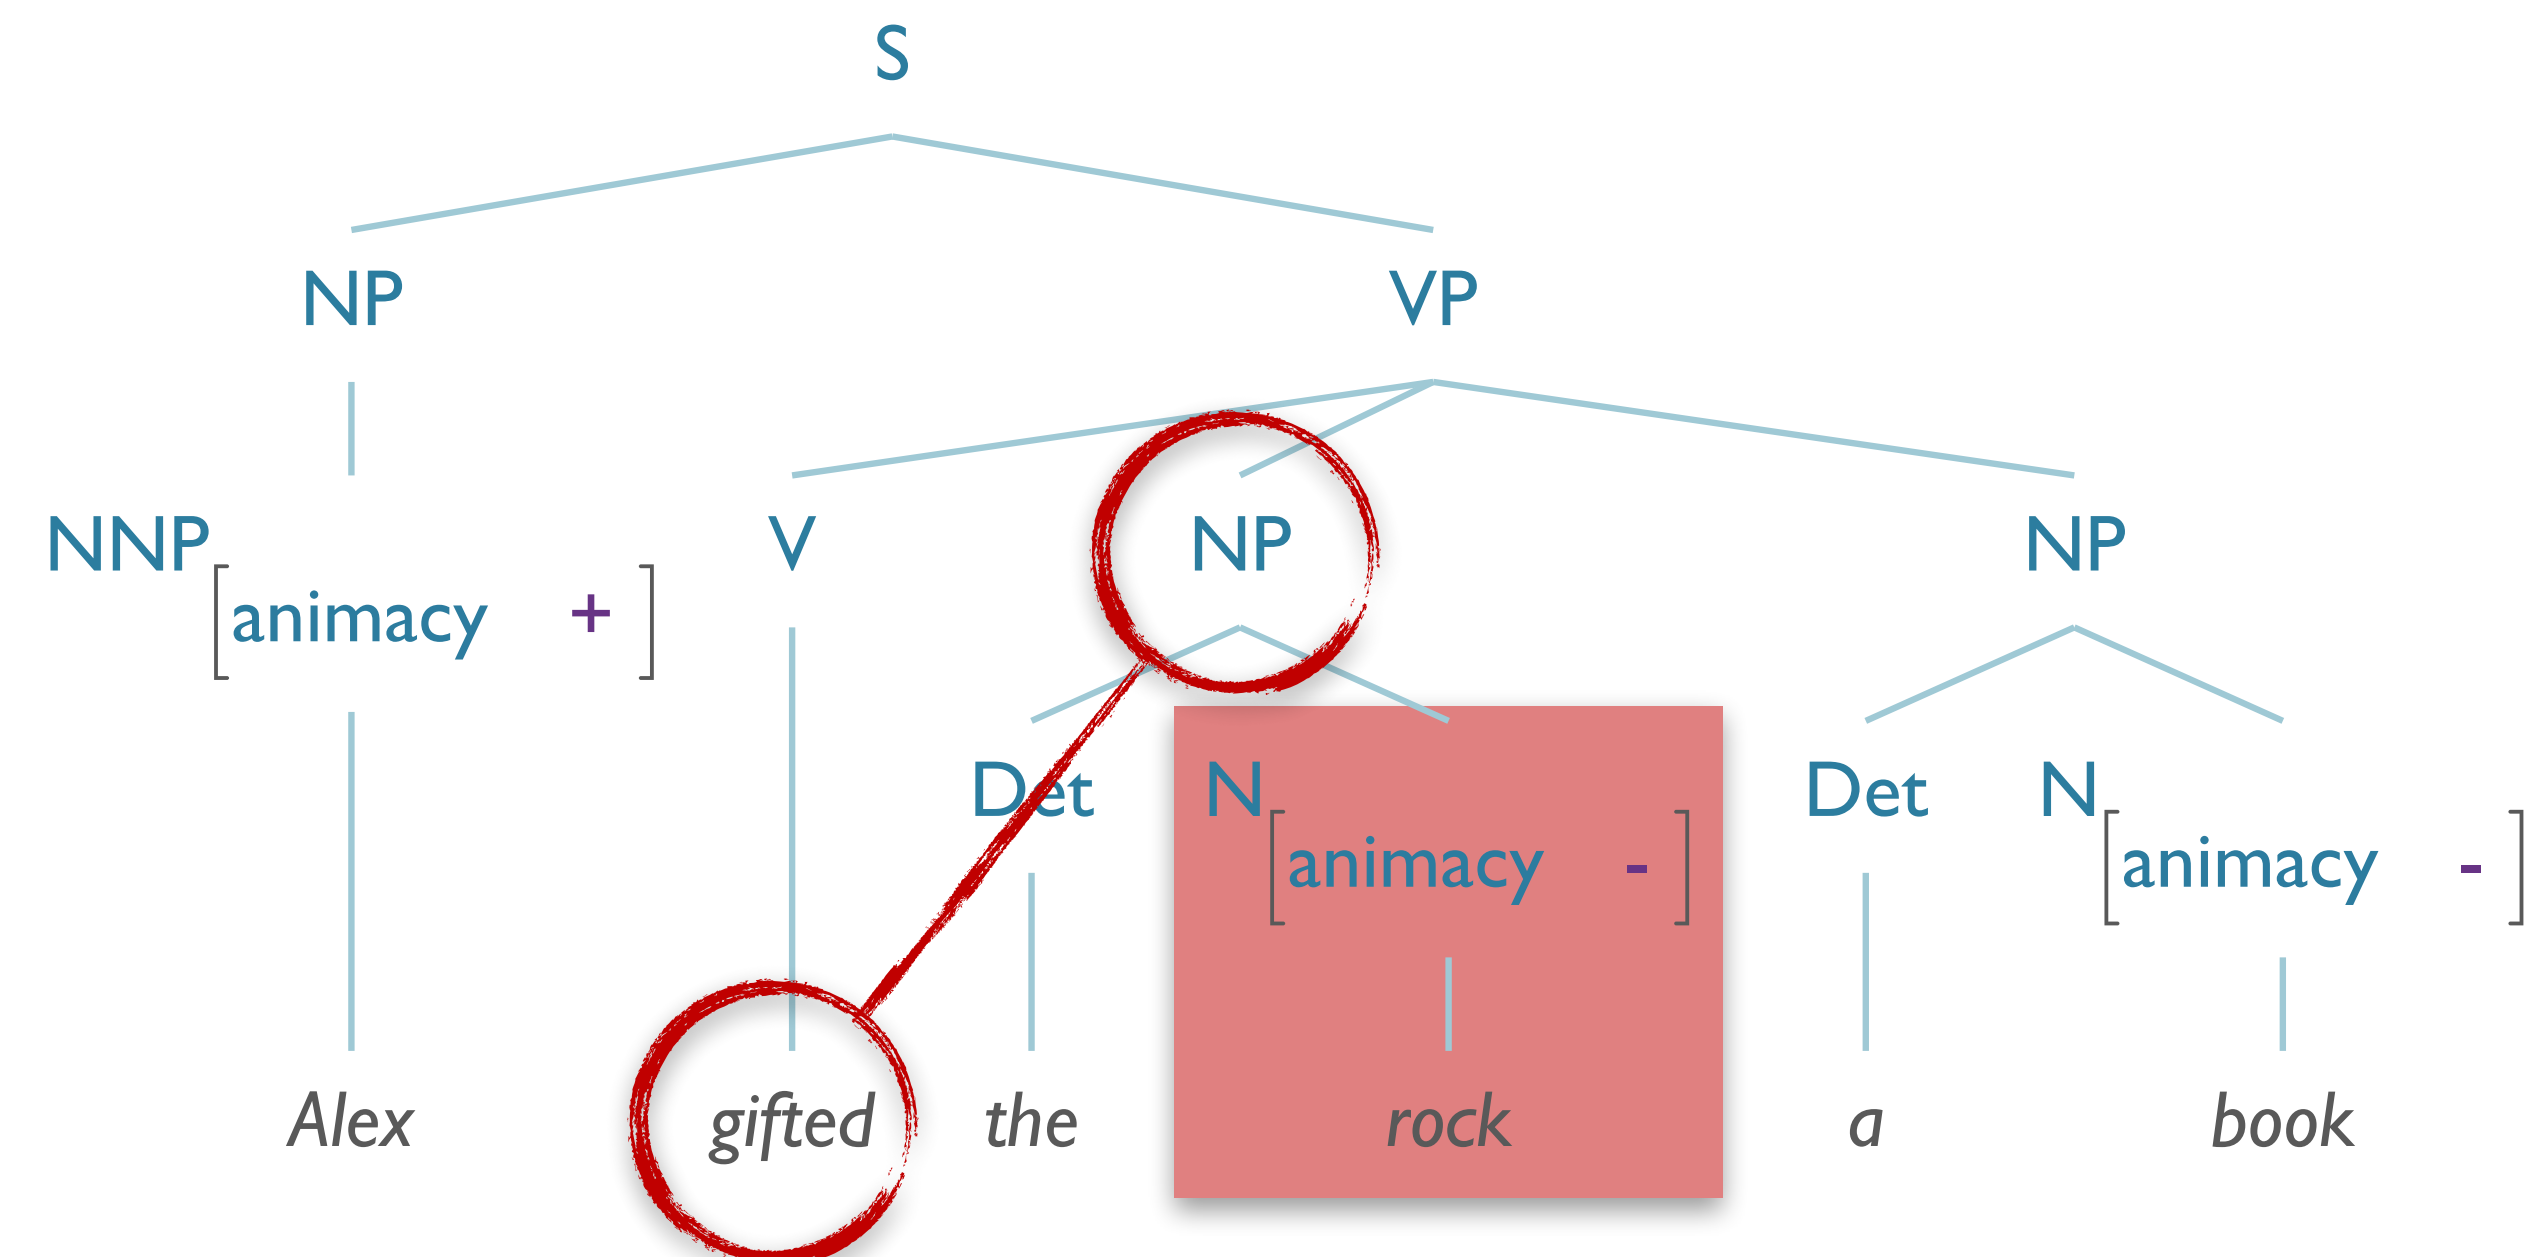 S
NP VP
NNP V NP NP
[animacy +]
Det N Det N
[animacy -] [animacy -]
Alex gifted the rock a book